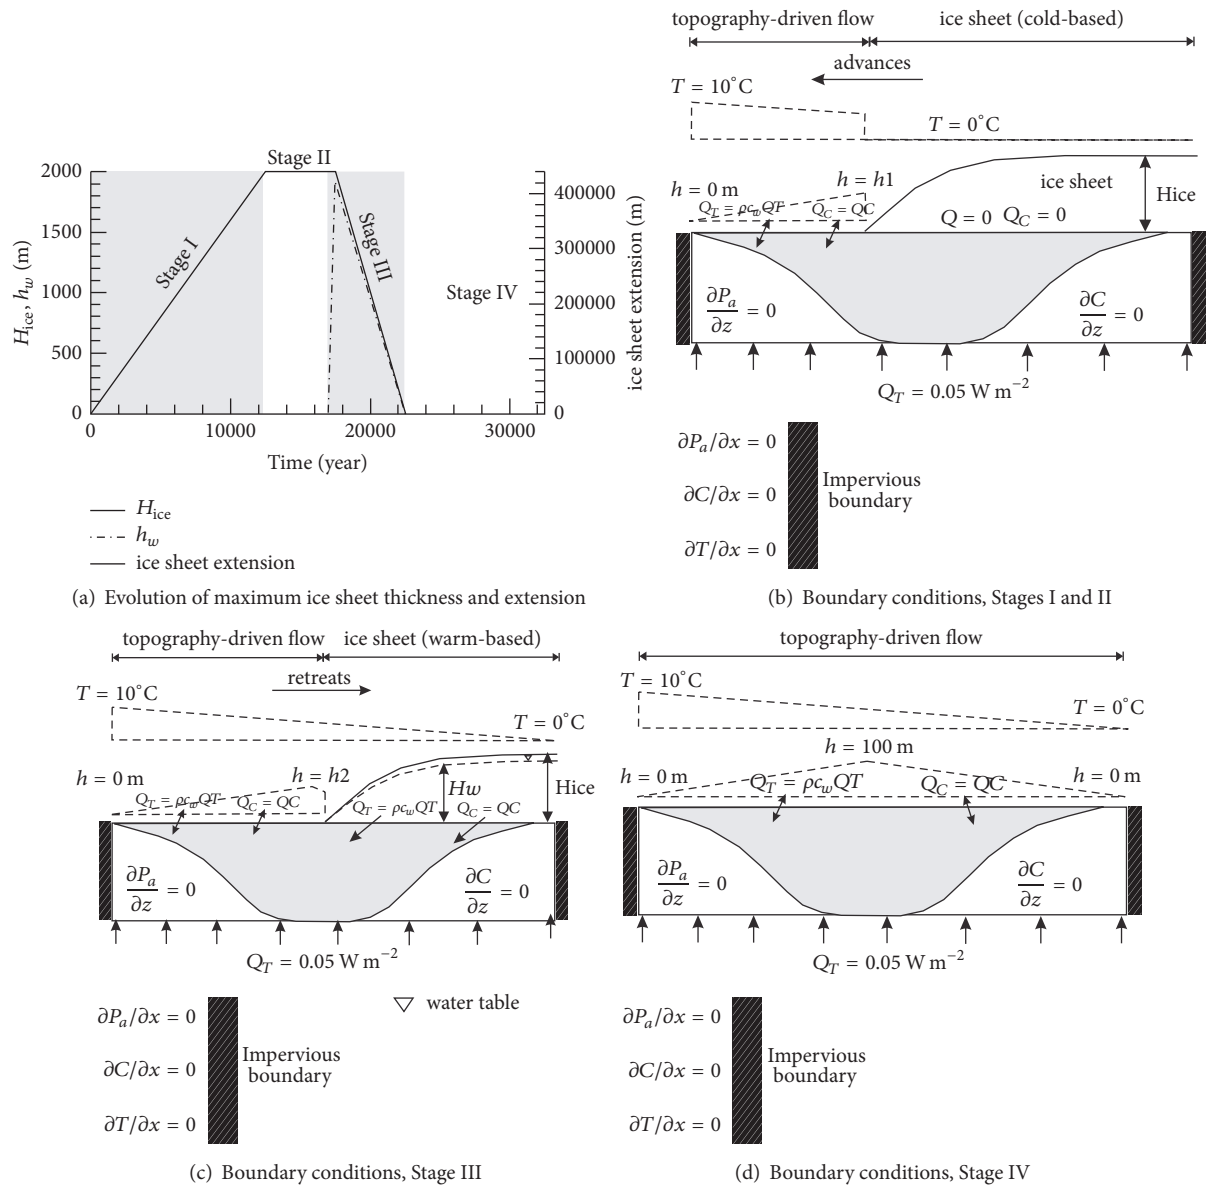 2000
1500
1000
500
0
H_ice, h_w (m)
0
10000
20000
30000
Time (year)
Stage I
Stage II
Stage III
Stage IV
400000
300000
200000
100000
0
ice sheet extension (m)
H_ice
h_w
ice sheet extension
(a) Evolution of maximum ice sheet thickness and extension
topography-driven flow
ice sheet (cold-based)
advances
T = 10°C
T = 0°C
h = 0 m
h = h1
Q_T = ρc_wQT
Q_C = QC
ice sheet
Hice
Q = 0 Q_C = 0
∂P_a/∂z = 0
∂C/∂z = 0
Q_T = 0.05 W m⁻²
∂P_a/∂x = 0
∂C/∂x = 0
∂T/∂x = 0
Impervious
boundary
(b) Boundary conditions, Stages I and II
topography-driven flow
ice sheet (warm-based)
retreats
T = 10°C
T = 0°C
h = 0 m
h = h2
Hw
Hice
Q_T = ρc_wQT
Q_C = QC
Q_T = ρc_wQT
Q_C = QC
∂P_a/∂z = 0
∂C/∂z = 0
Q_T = 0.05 W m⁻²
water table
∂P_a/∂x = 0
∂C/∂x = 0
∂T/∂x = 0
Impervious
boundary
(c) Boundary conditions, Stage III
topography-driven flow
T = 10°C
T = 0°C
h = 100 m
h = 0 m
h = 0 m
Q_T = ρc_wQT
Q_C = QC
∂P_a/∂z = 0
∂C/∂z = 0
Q_T = 0.05 W m⁻²
∂P_a/∂x = 0
∂C/∂x = 0
∂T/∂x = 0
Impervious
boundary
(d) Boundary conditions, Stage IV